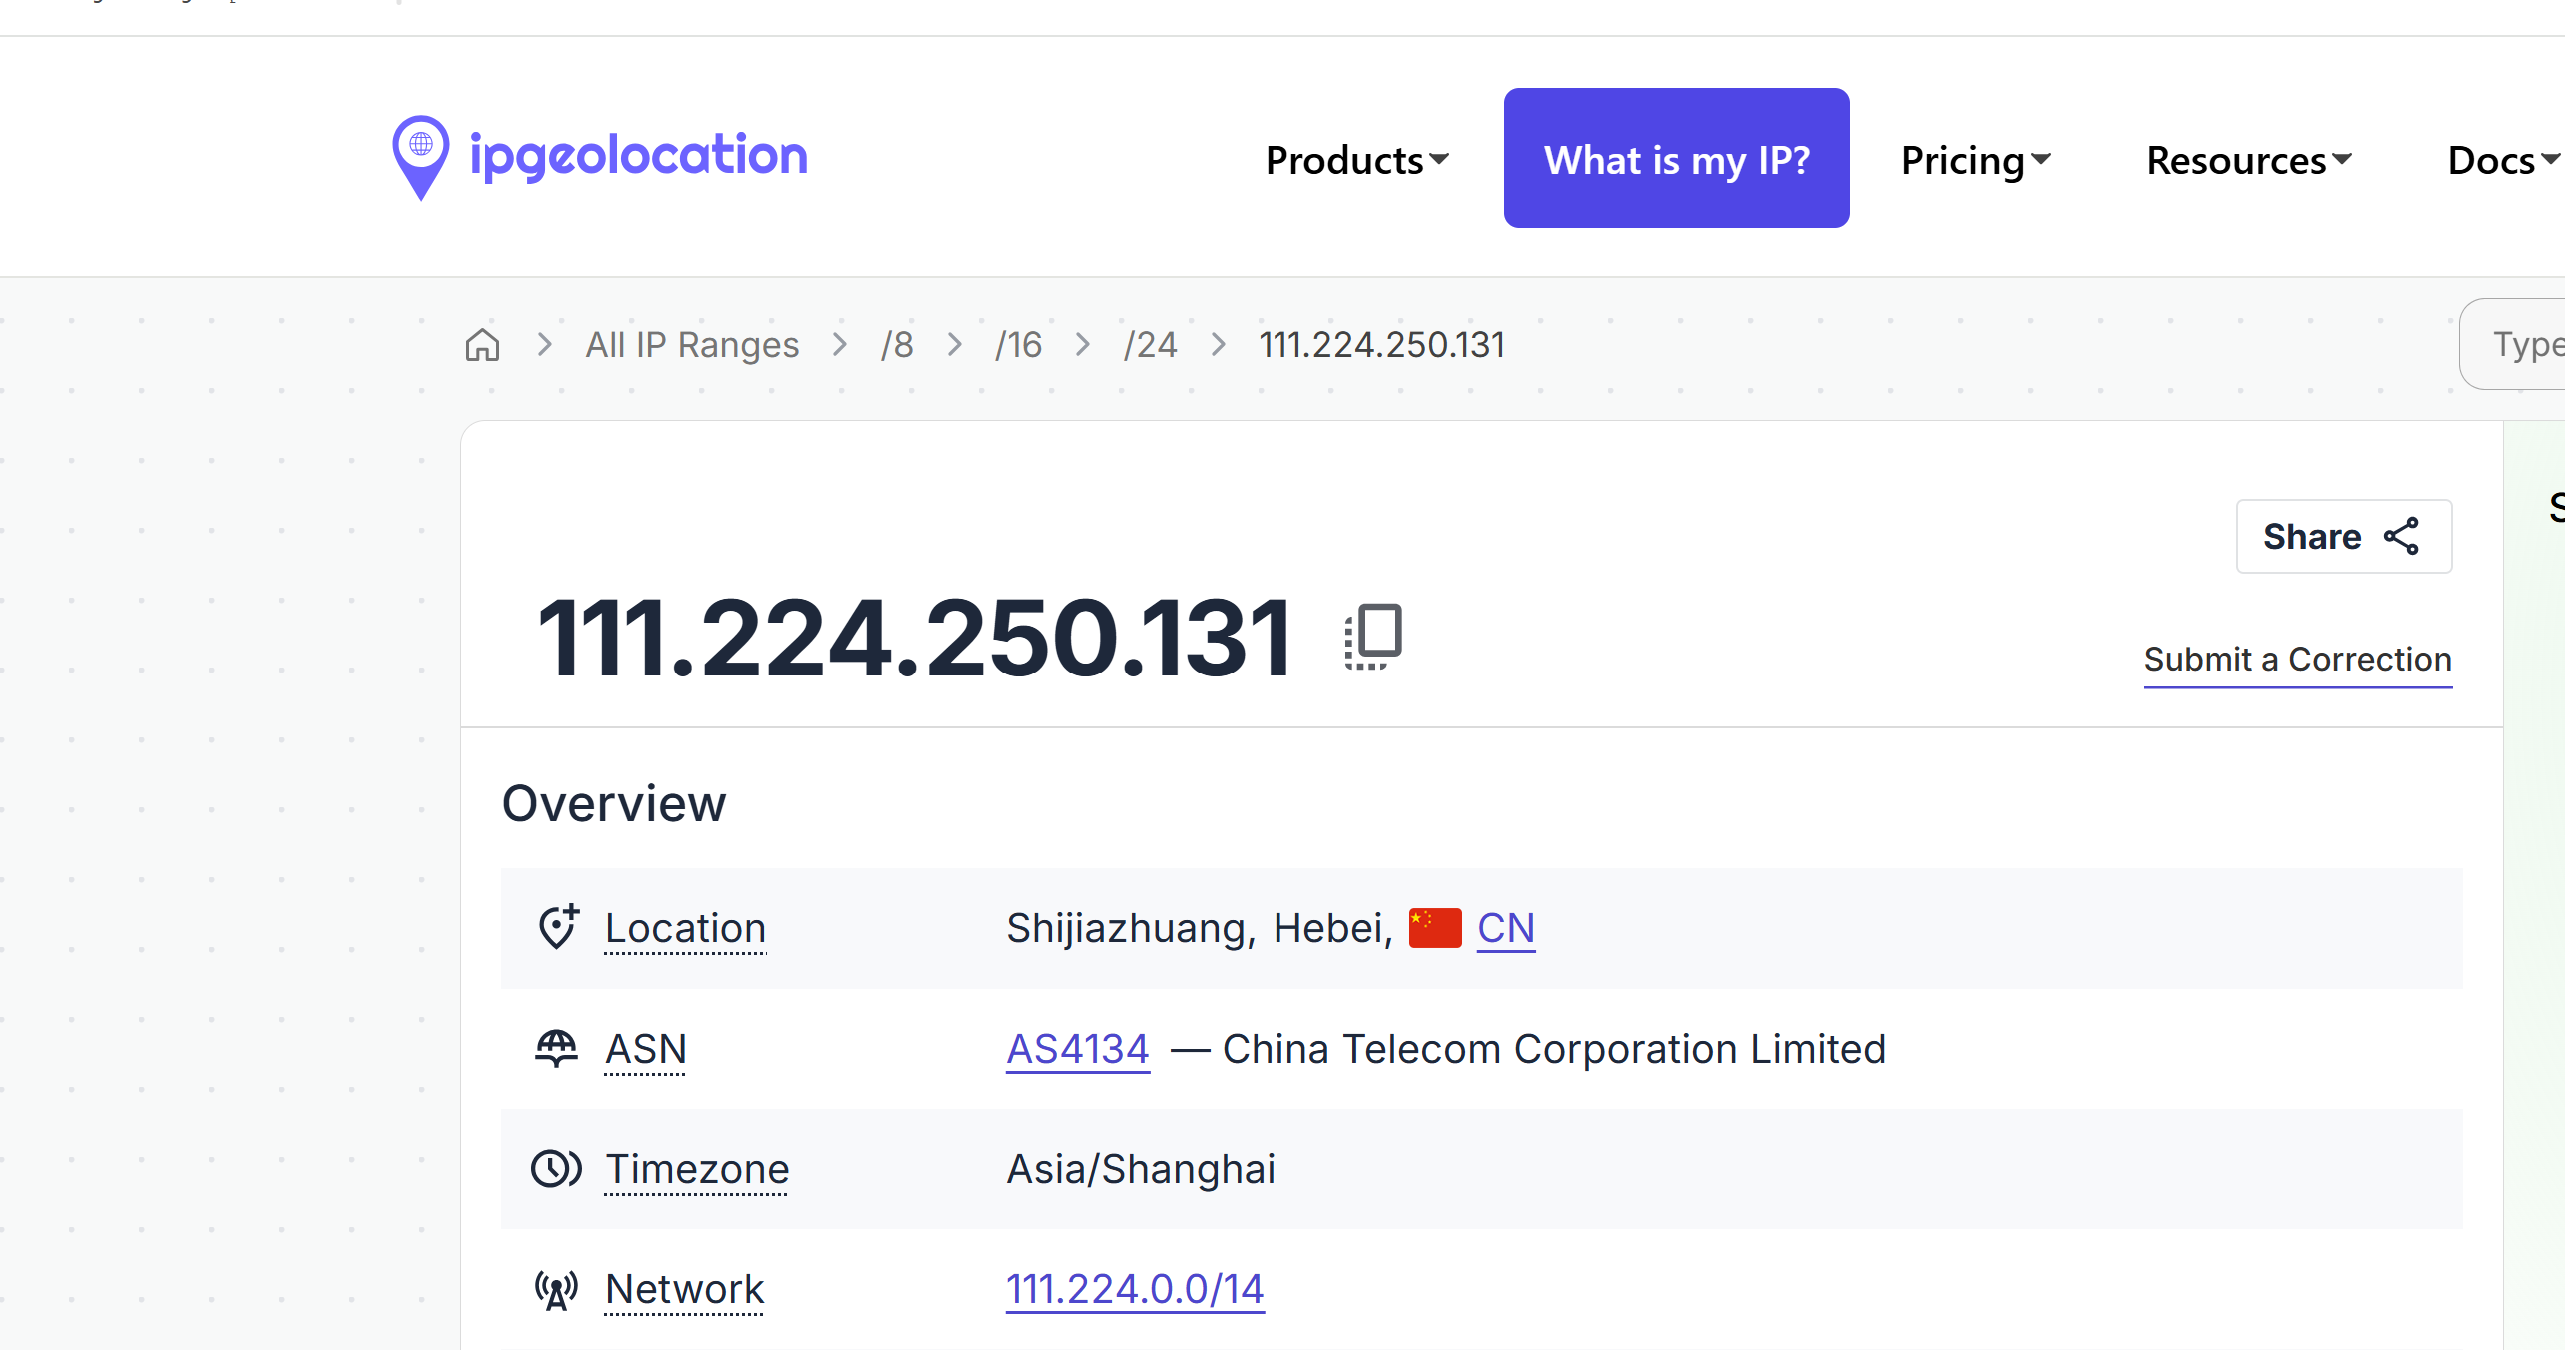 ipgeolocation
Products What is my IP? Pricing Resources Docs
All IP Ranges > /8 > /16 > /24 > 111.224.250.131
Type
Share
111.224.250.131
Submit a Correction
Overview
Location Shijiazhuang, Hebei, CN
ASN AS4134 — China Telecom Corporation Limited
Timezone Asia/Shanghai
Network 111.224.0.0/14